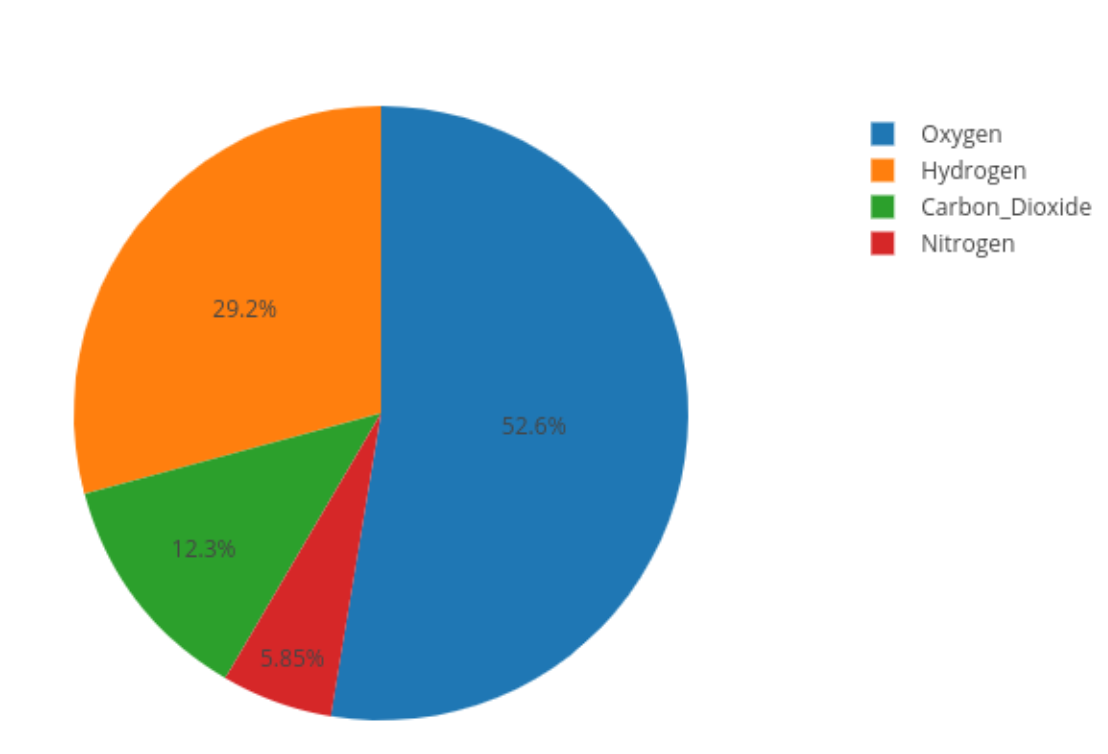 Oxygen
Hydrogen
Carbon_Dioxide
Nitrogen
29.2%
52.6%
12.3%
5.85%